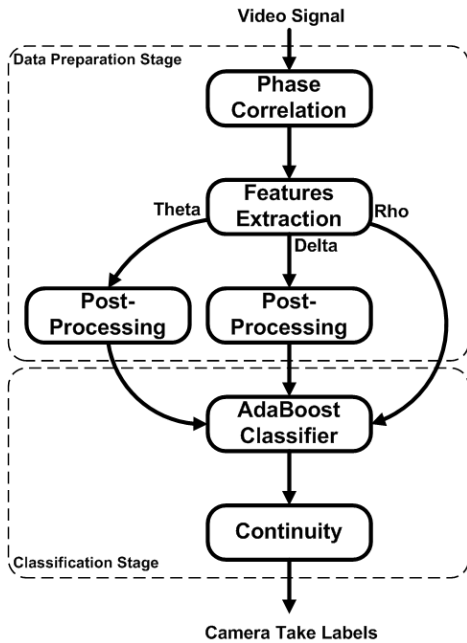 Video Signal
Data Preparation Stage
Phase
Correlation
Features
Extraction
Theta
Rho
Delta
Post-
Processing
Post-
Processing
AdaBoost
Classifier
Continuity
Classification Stage
Camera Take Labels